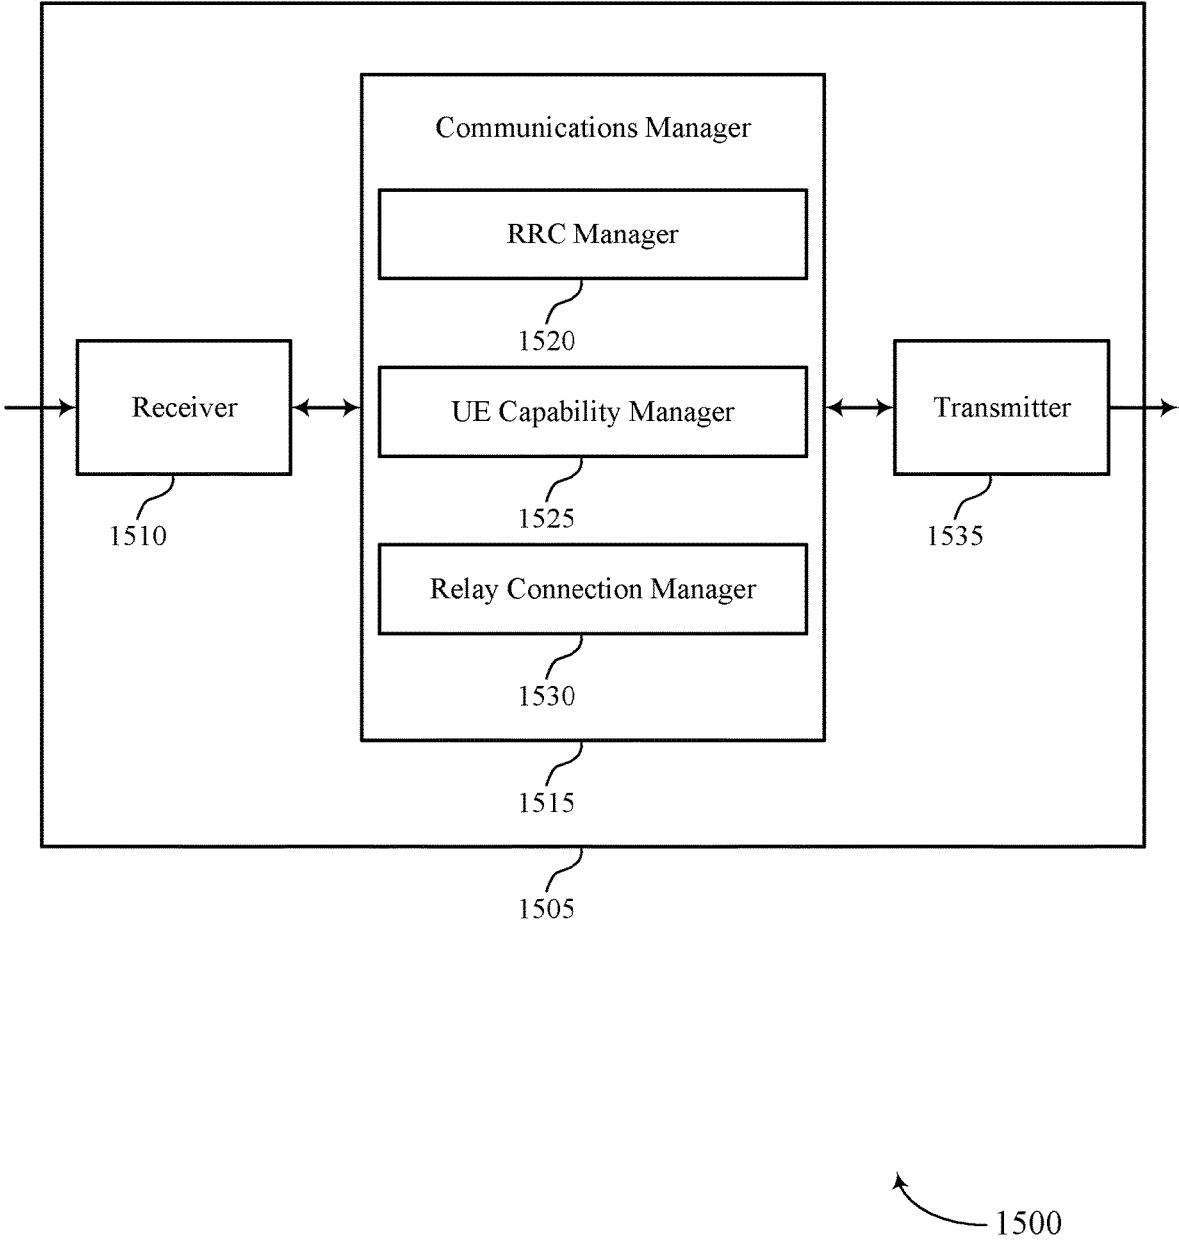 Communications Manager
RRC Manager
1520
Receiver
UE Capability Manager
Transmitter
1510
1525
1535
Relay Connection Manager
1530
1515
1505
1500